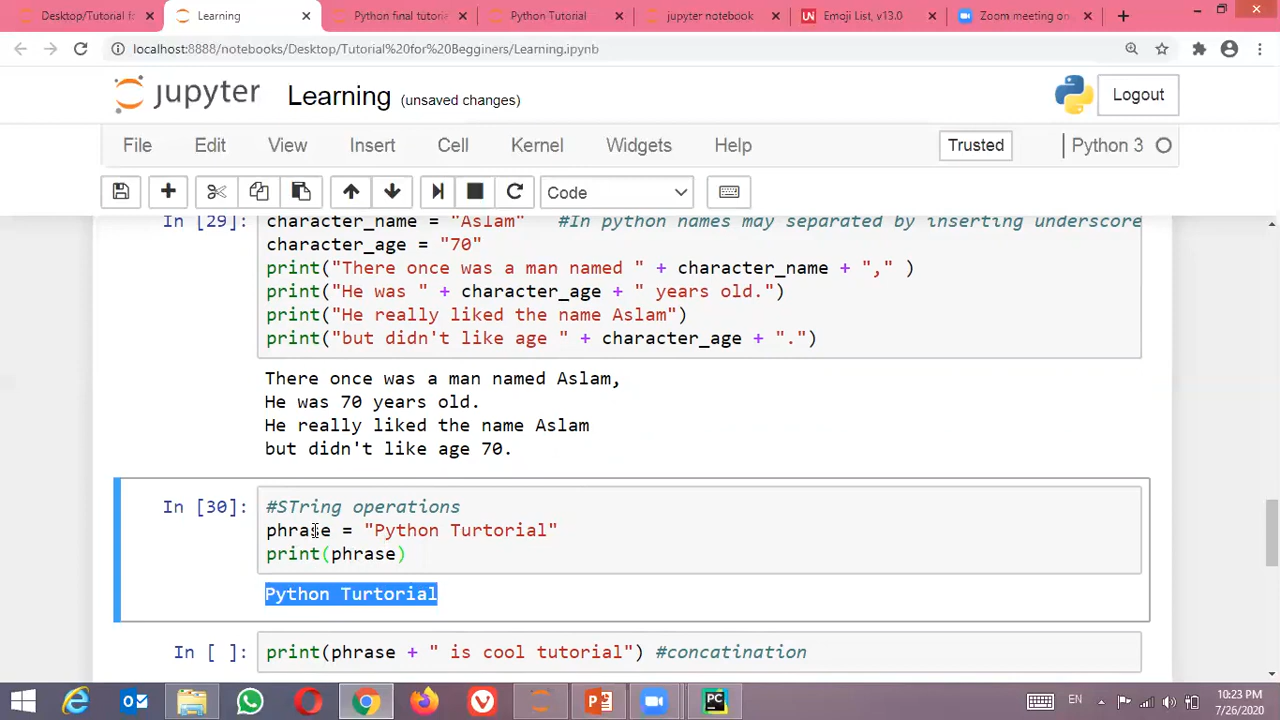 Desktop/Tutorial fo
Learning
Python final tutoria
Python Tutorial
jupyter notebook
UN
Emoji List, v13.0
Zoom meeting on
localhost:8888/notebooks/Desktop/Tutorial%20for%20Begginers/Learning.ipynb
jupyter Learning (unsaved changes)
Logout
File Edit View Insert Cell Kernel Widgets Help
Trusted
Python 3
Code
In [29]:
character_name = "Aslam" #In python names may separated by inserting underscore
character_age = "70"
print("There once was a man named " + character_name + "," )
print("He was " + character_age + " years old.")
print("He really liked the name Aslam")
print("but didn't like age " + character_age + ".")
There once was a man named Aslam,
He was 70 years old.
He really liked the name Aslam
but didn't like age 70.
In [30]:
#STring operations
phrase = "Python Turtorial"
print(phrase)
Python Turtorial
In [ ]:
print(phrase + " is cool tutorial") #concatination
EN
10:23 PM
7/26/2020